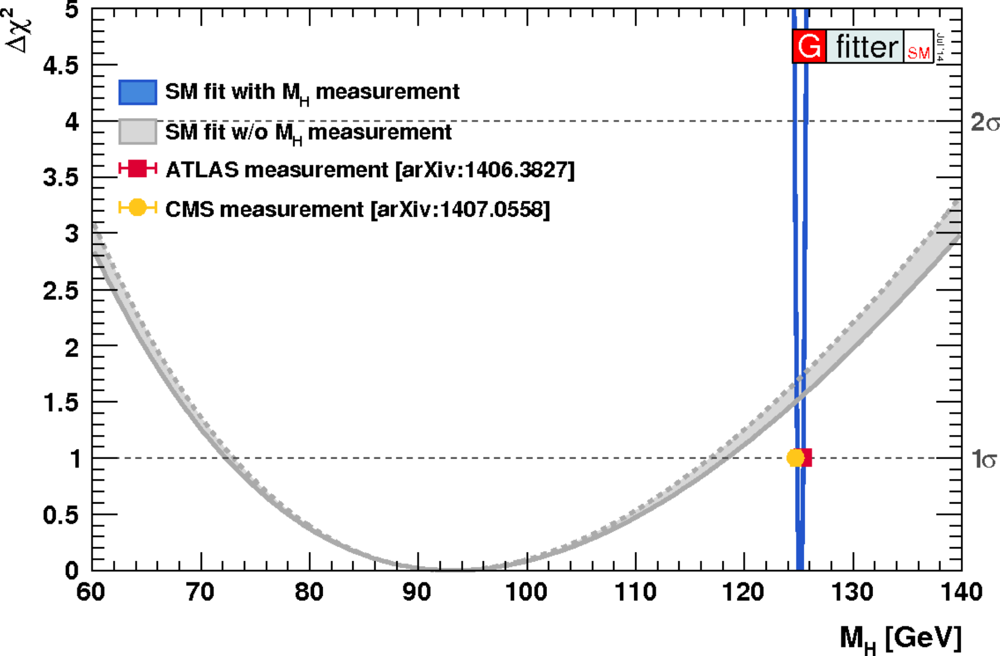 Δχ²
5
4.5
4
3.5
3
2.5
2
1.5
1
0.5
0
SM fit with M_H measurement
SM fit w/o M_H measurement
ATLAS measurement [arXiv:1406.3827]
CMS measurement [arXiv:1407.0558]
G fitter SM
Jul '14
2σ
1σ
60 70 80 90 100 110 120 130 140
M_H [GeV]